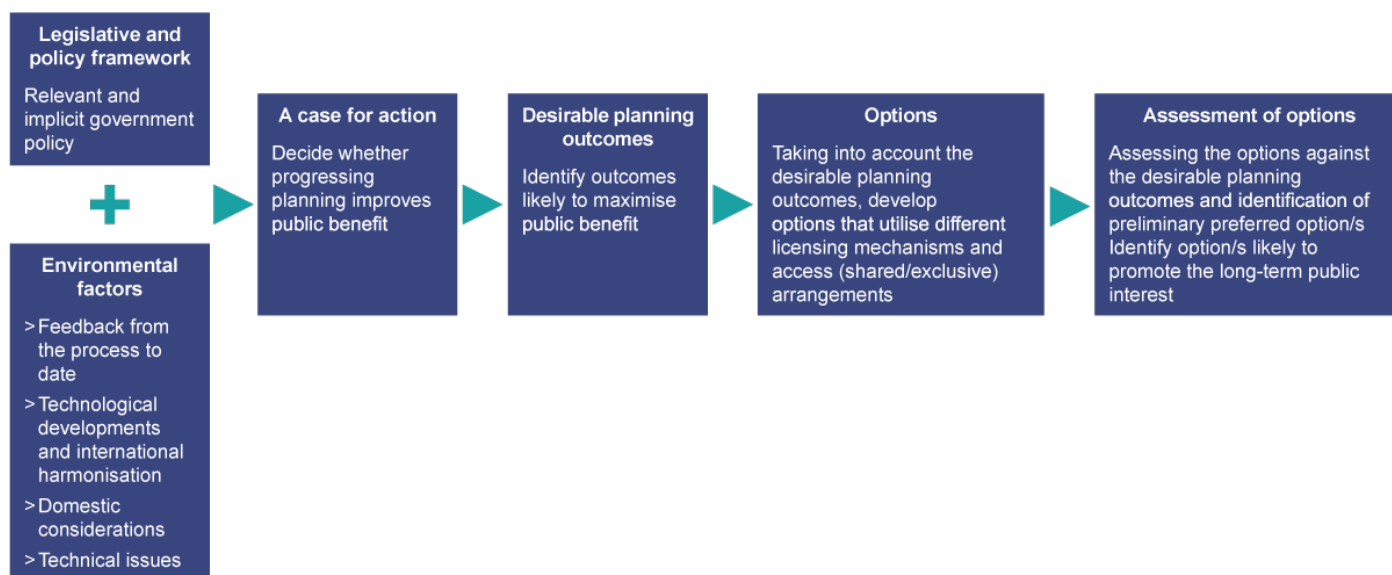 Legislative and
policy framework
Relevant and
implicit government
policy
Environmental
factors
> Feedback from
the process to
date
> Technological
developments
and international
harmonisation
> Domestic
considerations
> Technical issues
A case for action
Decide whether
progressing
planning improves
public benefit
Desirable planning
outcomes
Identify outcomes
likely to maximise
public benefit
Options
Taking into account the
desirable planning
outcomes, develop
options that utilise different
licensing mechanisms and
access (shared/exclusive)
arrangements
Assessment of options
Assessing the options against
the desirable planning
outcomes and identification of
preliminary preferred option/s
Identify option/s likely to
promote the long-term public
interest